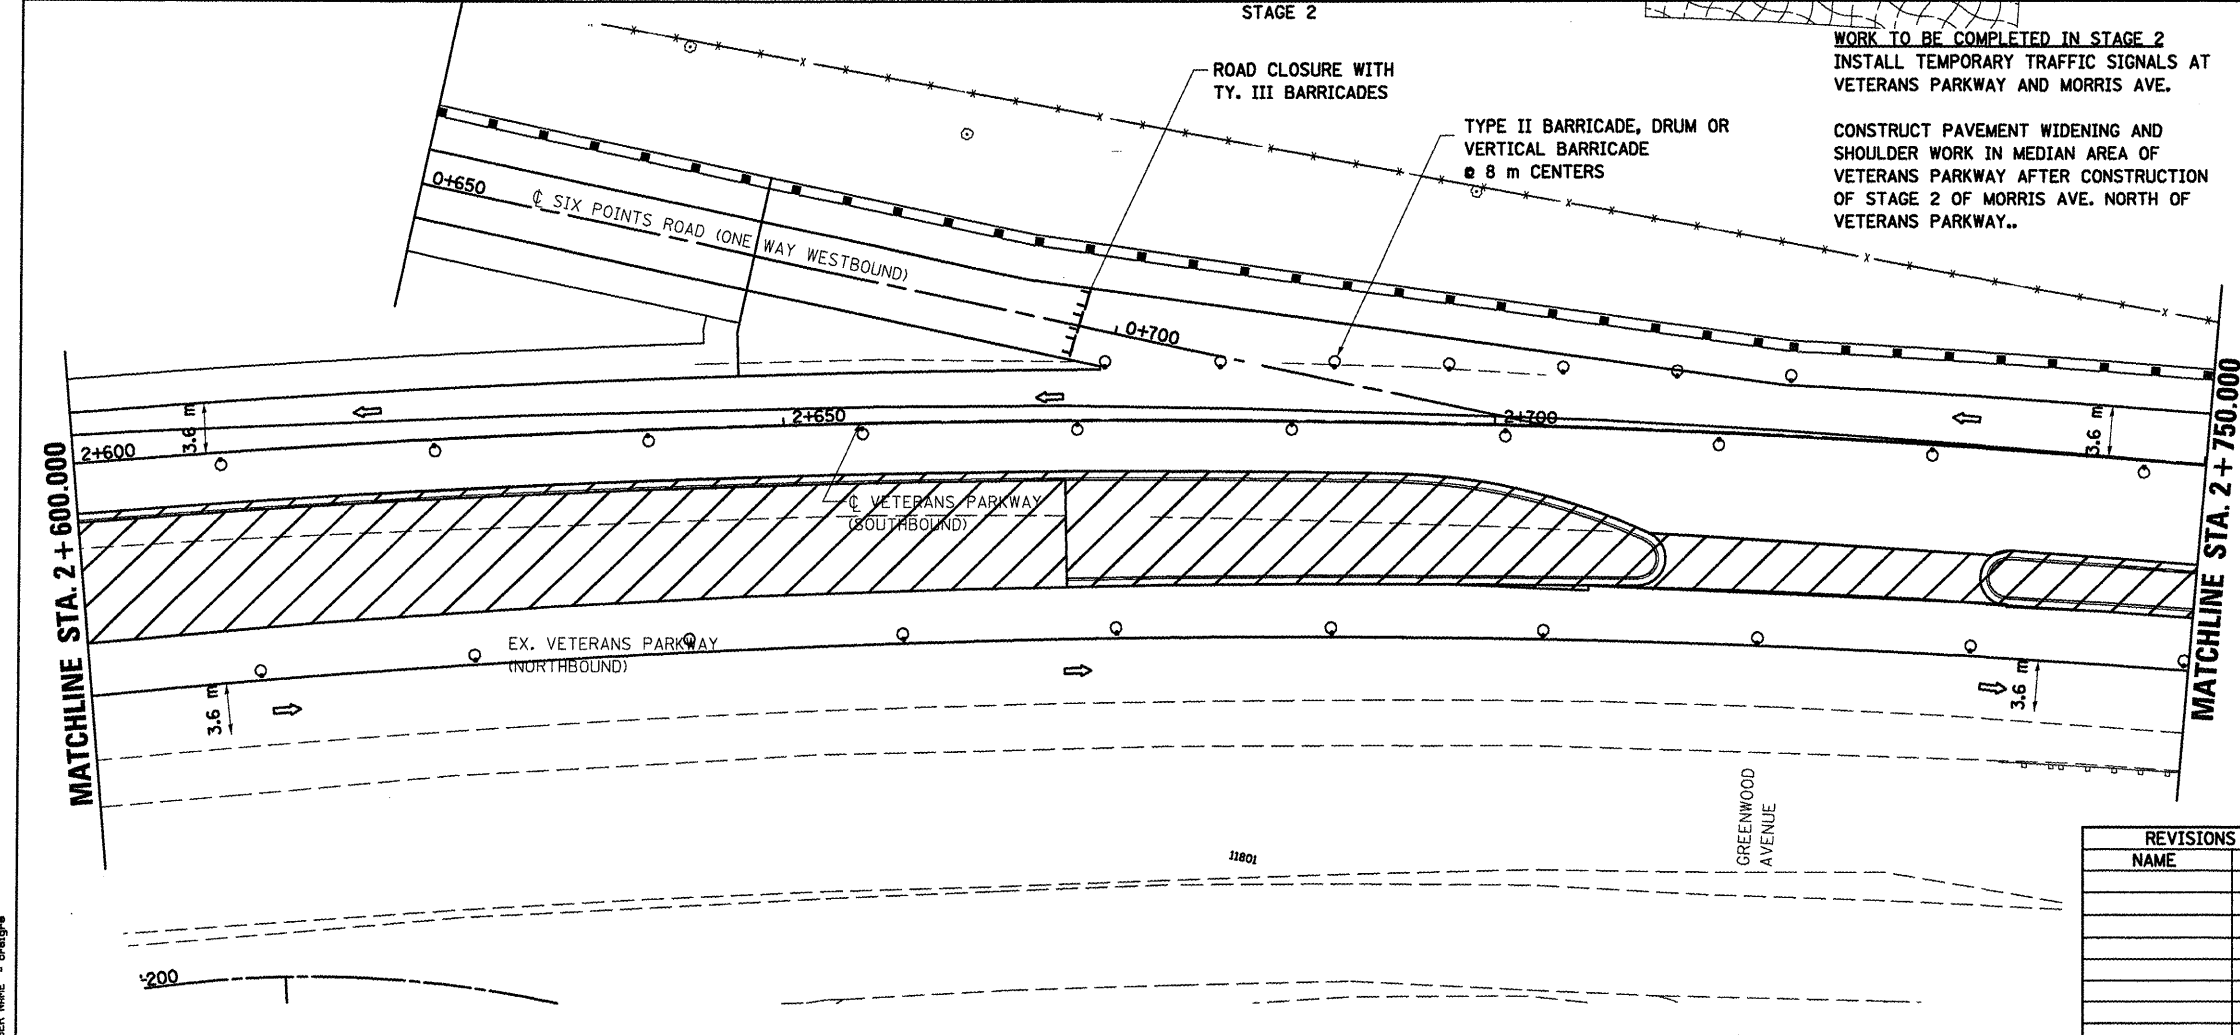 STAGE 2
WORK TO BE COMPLETED IN STAGE 2
INSTALL TEMPORARY TRAFFIC SIGNALS AT
VETERANS PARKWAY AND MORRIS AVE.
CONSTRUCT PAVEMENT WIDENING AND
SHOULDER WORK IN MEDIAN AREA OF
VETERANS PARKWAY AFTER CONSTRUCTION
OF STAGE 2 OF MORRIS AVE. NORTH OF
VETERANS PARKWAY..
ROAD CLOSURE WITH
TY. III BARRICADES
TYPE II BARRICADE, DRUM OR
VERTICAL BARRICADE
@ 8 m CENTERS
0+650
℄ SIX POINTS ROAD (ONE WAY WESTBOUND)
0+700
2+600
3.6 m
2+650
2+700
3.6 m
MATCHLINE STA. 2+600.000
MATCHLINE STA. 2+750.000
℄ VETERANS PARKWAY
(SOUTHBOUND)
EX. VETERANS PARKWAY
(NORTHBOUND)
3.6 m
3.6 m
GREENWOOD
AVENUE
11801
-200
REVISIONS
NAME